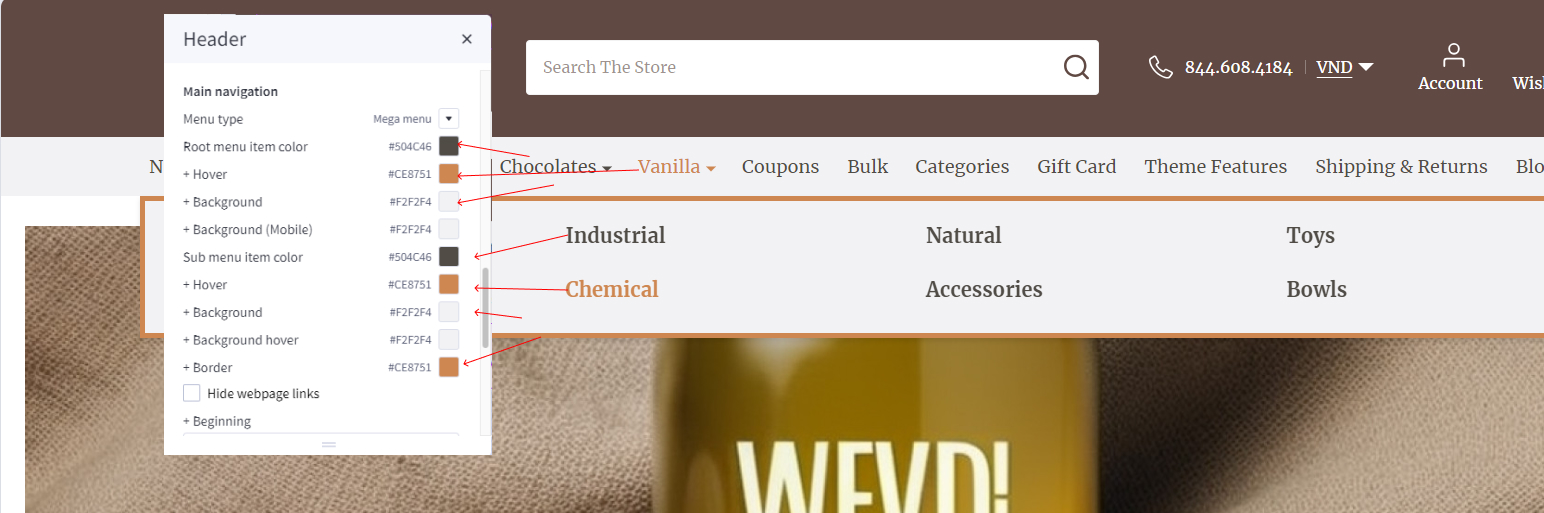 Header ×
Search The Store
844.608.4184 VND
Account
Main navigation
Menu type Mega menu
Root menu item color #504C46
+ Hover #CE8751
+ Background #F2F2F4
+ Background (Mobile) #F2F2F4
Sub menu item color #504C46
+ Hover #CE8751
+ Background #F2F2F4
+ Background hover #F2F2F4
+ Border #CE8751
Hide webpage links
+ Beginning
Chocolates Vanilla Coupons Bulk Categories Gift Card Theme Features Shipping & Returns
Industrial Natural Toys
Chemical Accessories Bowls
WEYD!